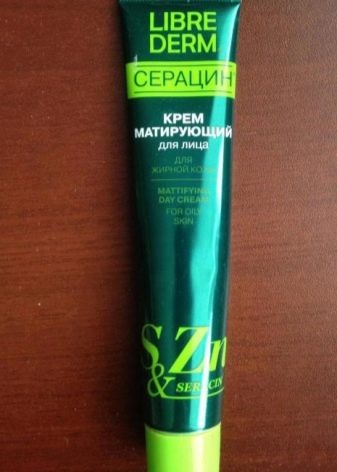 LIBRE
DERM
СЕРАЦИН
КРЕМ
МАТИРУЮЩИЙ
для лица
ДЛЯ
ЖИРНОЙ КОЖИ
MATTIFYING
DAY CREAM
FOR OILY
SKIN
S&Zn
SERACIN